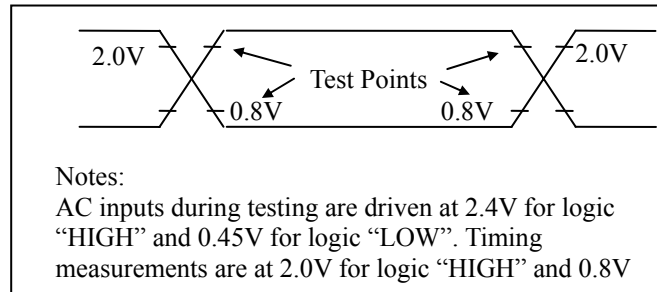 2.0V
2.0V
Test Points
0.8V
0.8V
Notes:
AC inputs during testing are driven at 2.4V for logic
“HIGH” and 0.45V for logic “LOW”. Timing
measurements are at 2.0V for logic “HIGH” and 0.8V